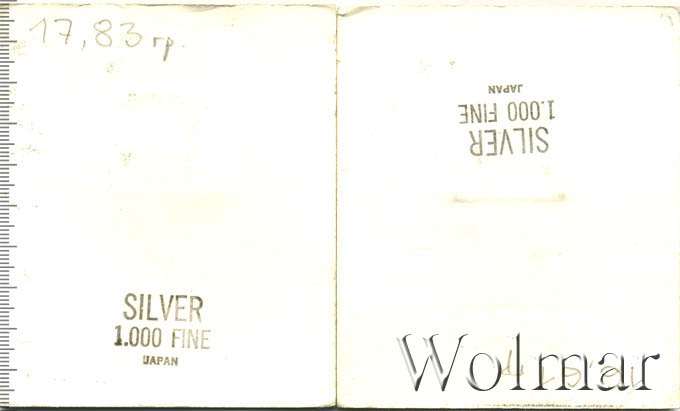 17,83 гр.
SILVER
1.000 FINE
JAPAN
SILVER
1.000 FINE
JAPAN
Wolmar